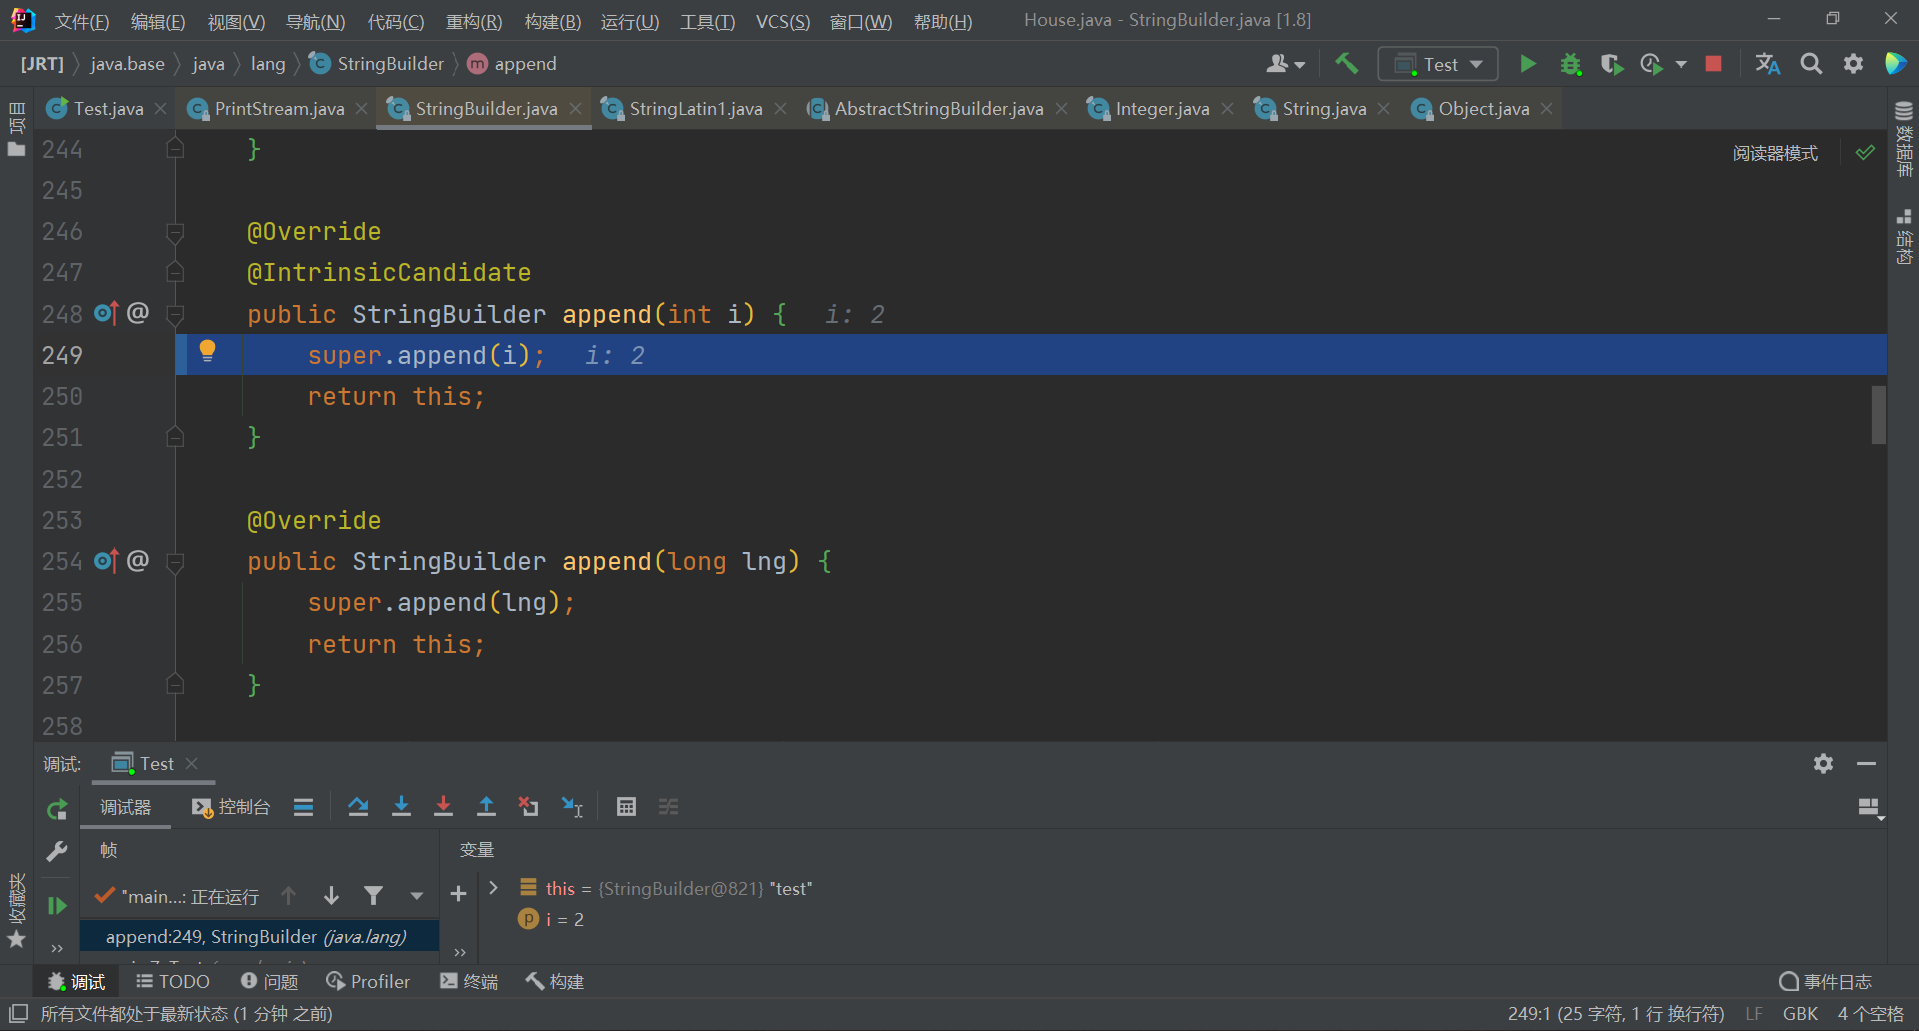 文件(F) 编辑(E) 视图(V) 导航(N) 代码(C) 重构(R) 构建(B) 运行(U) 工具(T) VCS(S) 窗口(W) 帮助(H) House.java - StringBuilder.java [1.8]
[JRT] java.base java lang StringBuilder append Test
Test.java PrintStream.java StringBuilder.java StringLatin1.java AbstractStringBuilder.java Integer.java String.java Object.java
项目
数据库
结构
阅读器模式
244 }
245
246 @Override
247 @IntrinsicCandidate
248 @ public StringBuilder append(int i) { i: 2
249 super.append(i); i: 2
250 return this;
251 }
252
253 @Override
254 @ public StringBuilder append(long lng) {
255 super.append(lng);
256 return this;
257 }
258
调试: Test
调试器 控制台
帧 变量
"main...: 正在运行
this = {StringBuilder@821} "test"
i = 2
append:249, StringBuilder (java.lang)
收藏夹
调试 TODO 问题 Profiler 终端 构建 事件日志
所有文件都处于最新状态 (1 分钟 之前) 249:1 (25 字符, 1 行 换行符) LF GBK 4 个空格